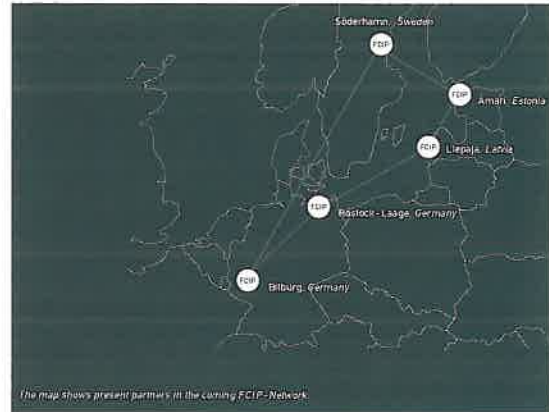 Söderhamn, Sweden
FCIP
FCIP
Ämari, Estonia
FCIP
Liepaja, Latvia
FCIP
Rostock-Laage, Germany
FCIP
Bitburg, Germany
The map shows present partners in the coming FCIP-Network